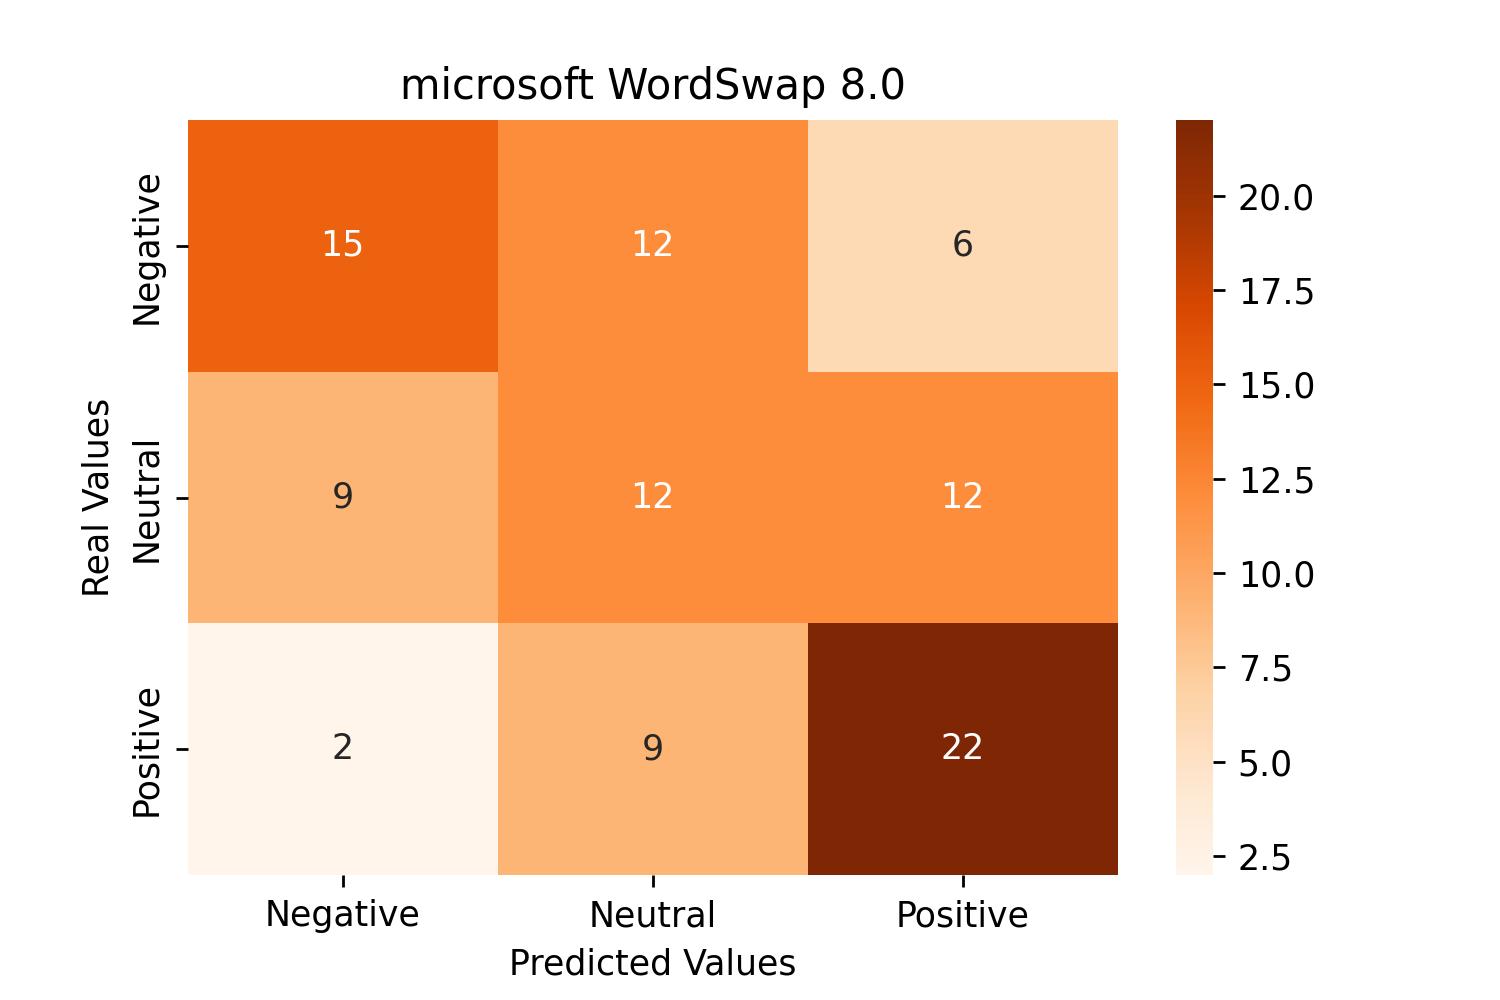 microsoft WordSwap 8.0
Real Values
Negative
15 12 6
Neutral
9 12 12
Positive
2 9 22
Negative Neutral Positive
Predicted Values
20.0
17.5
15.0
12.5
10.0
7.5
5.0
2.5